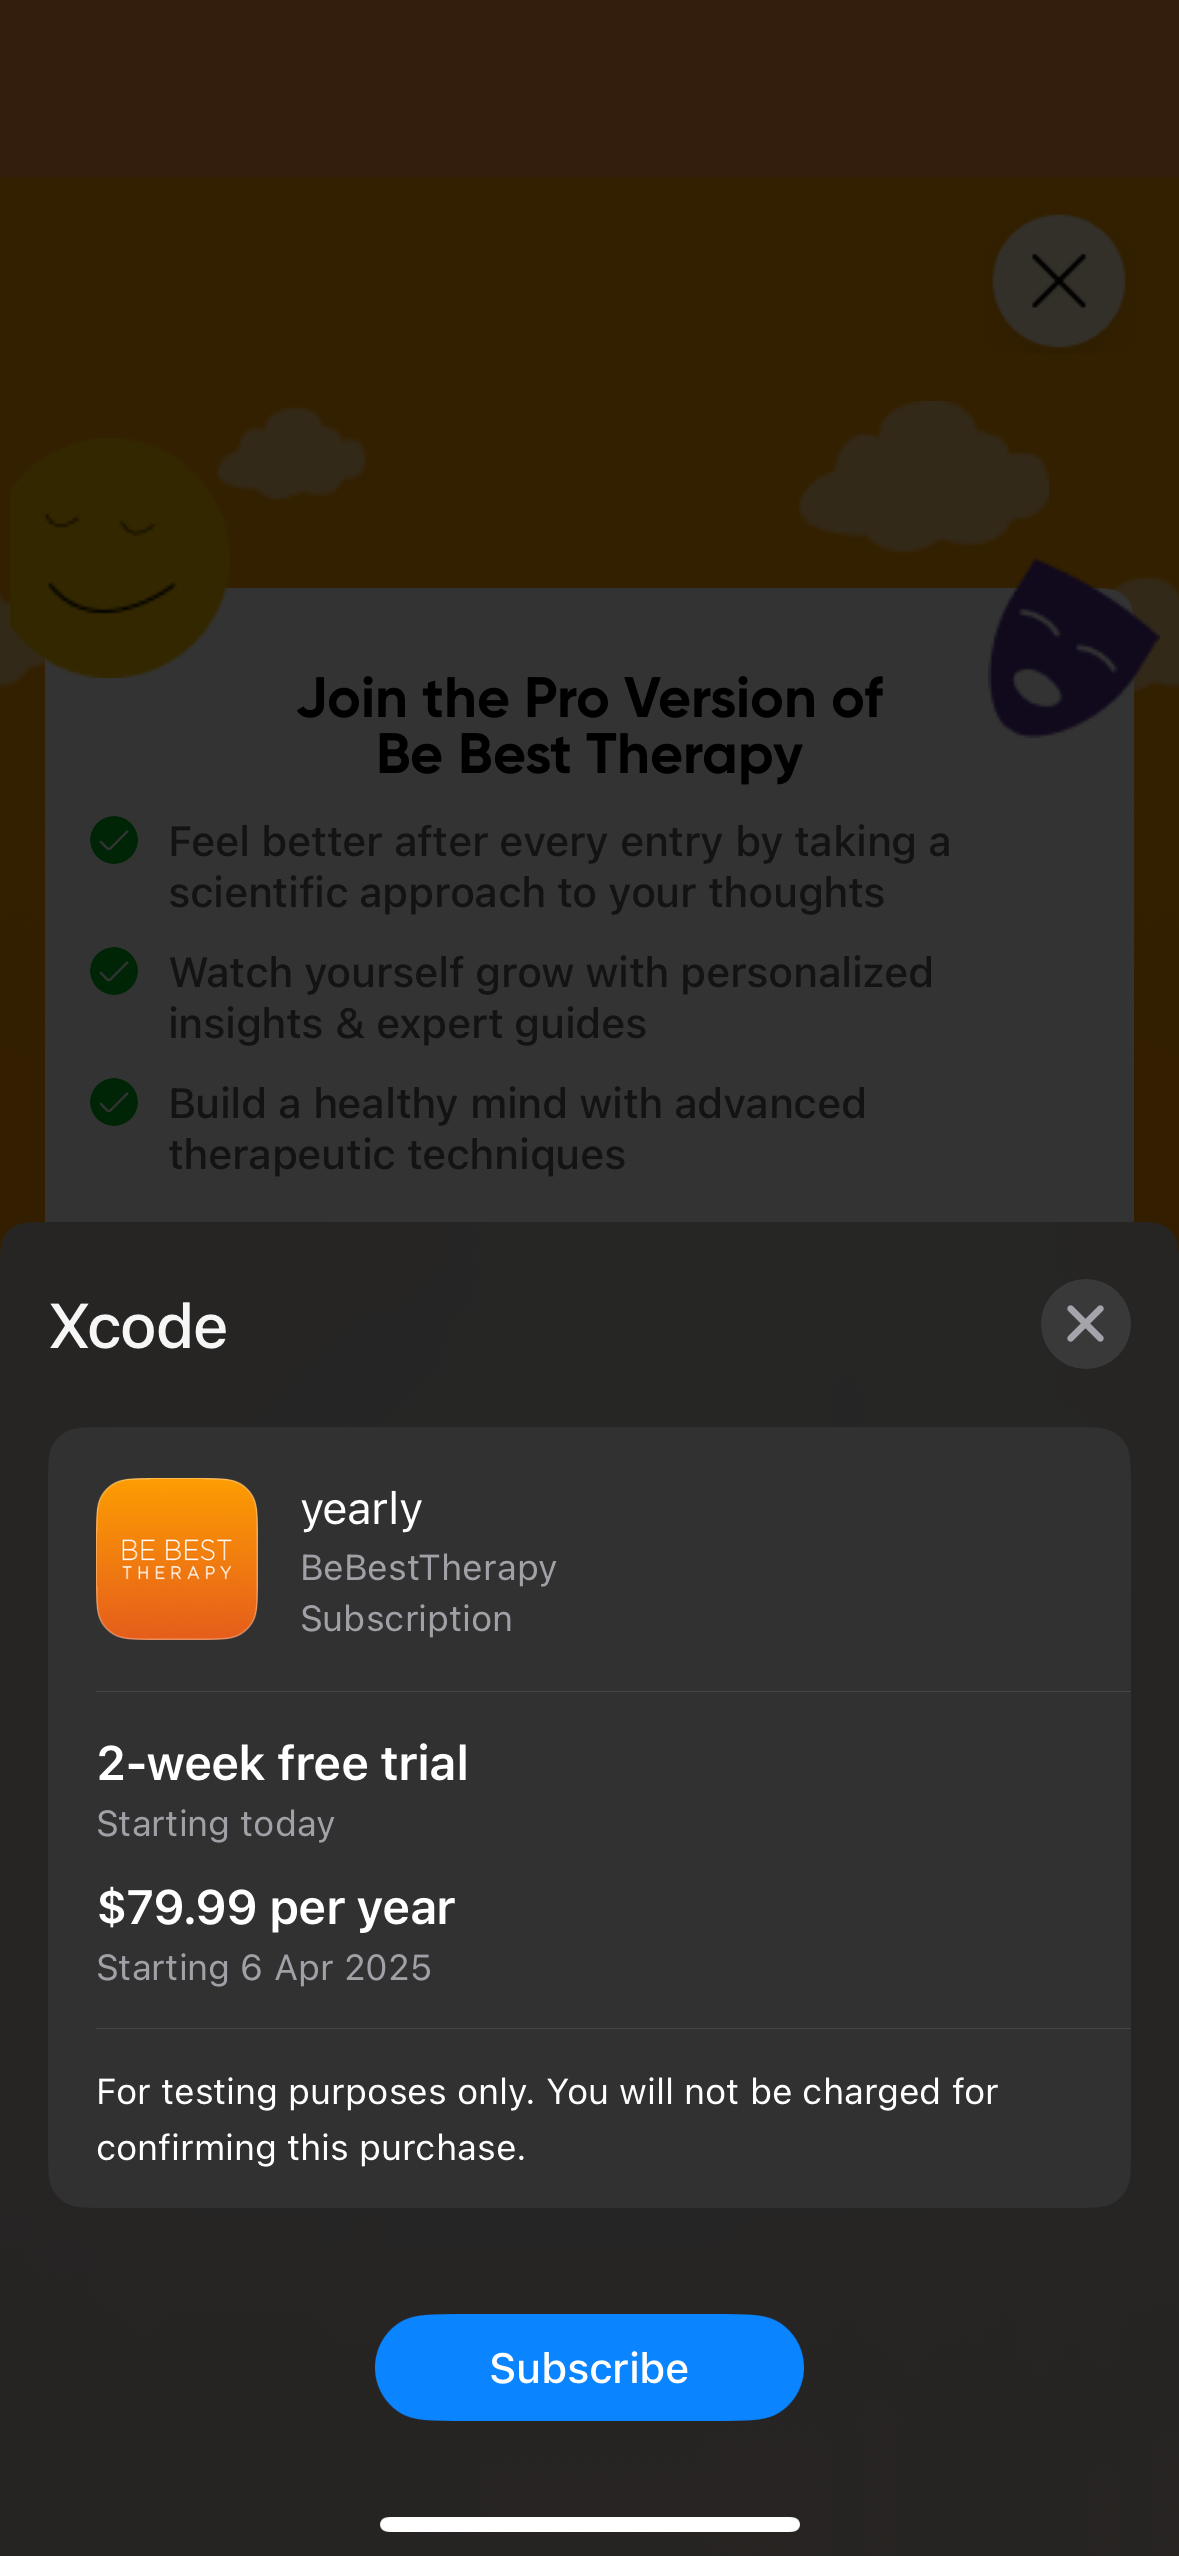 Join the Pro Version of
Be Best Therapy
Feel better after every entry by taking a
scientific approach to your thoughts
Watch yourself grow with personalized
insights & expert guides
Build a healthy mind with advanced
therapeutic techniques
Xcode
BE BEST
THERAPY
yearly
BeBestTherapy
Subscription
2-week free trial
Starting today
$79.99 per year
Starting 6 Apr 2025
For testing purposes only. You will not be charged for
confirming this purchase.
Subscribe